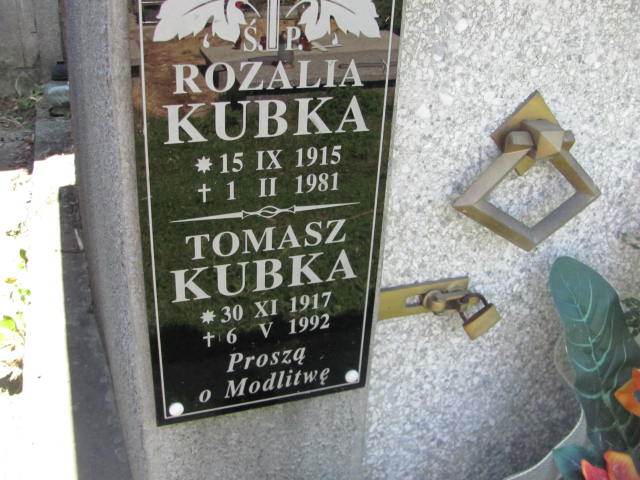 Ś. P.
ROZALIA
KUBKA
* 15 IX 1915
† 1 II 1981
TOMASZ
KUBKA
* 30 XI 1917
† 6 V 1992
Proszą
o Modlitwę